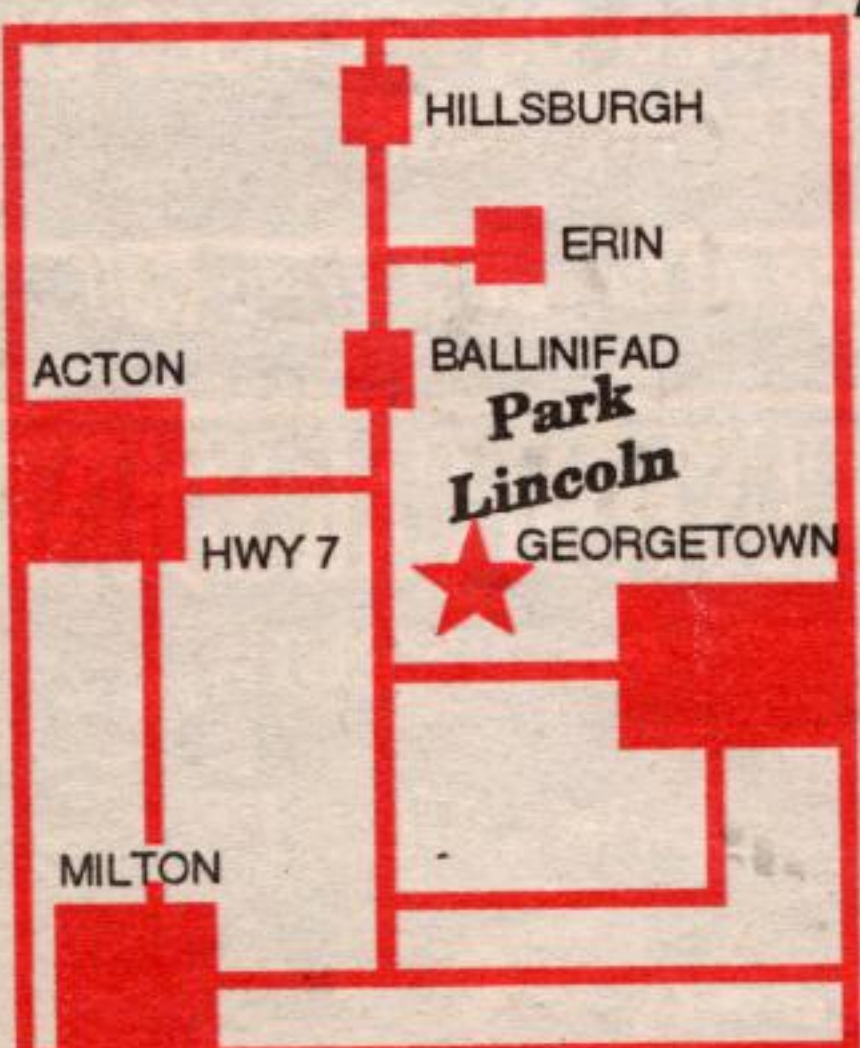 HILLSBURGH
ERIN
ACTON
BALLINIFAD
Park
Lincoln
HWY 7
GEORGETOWN
MILTON